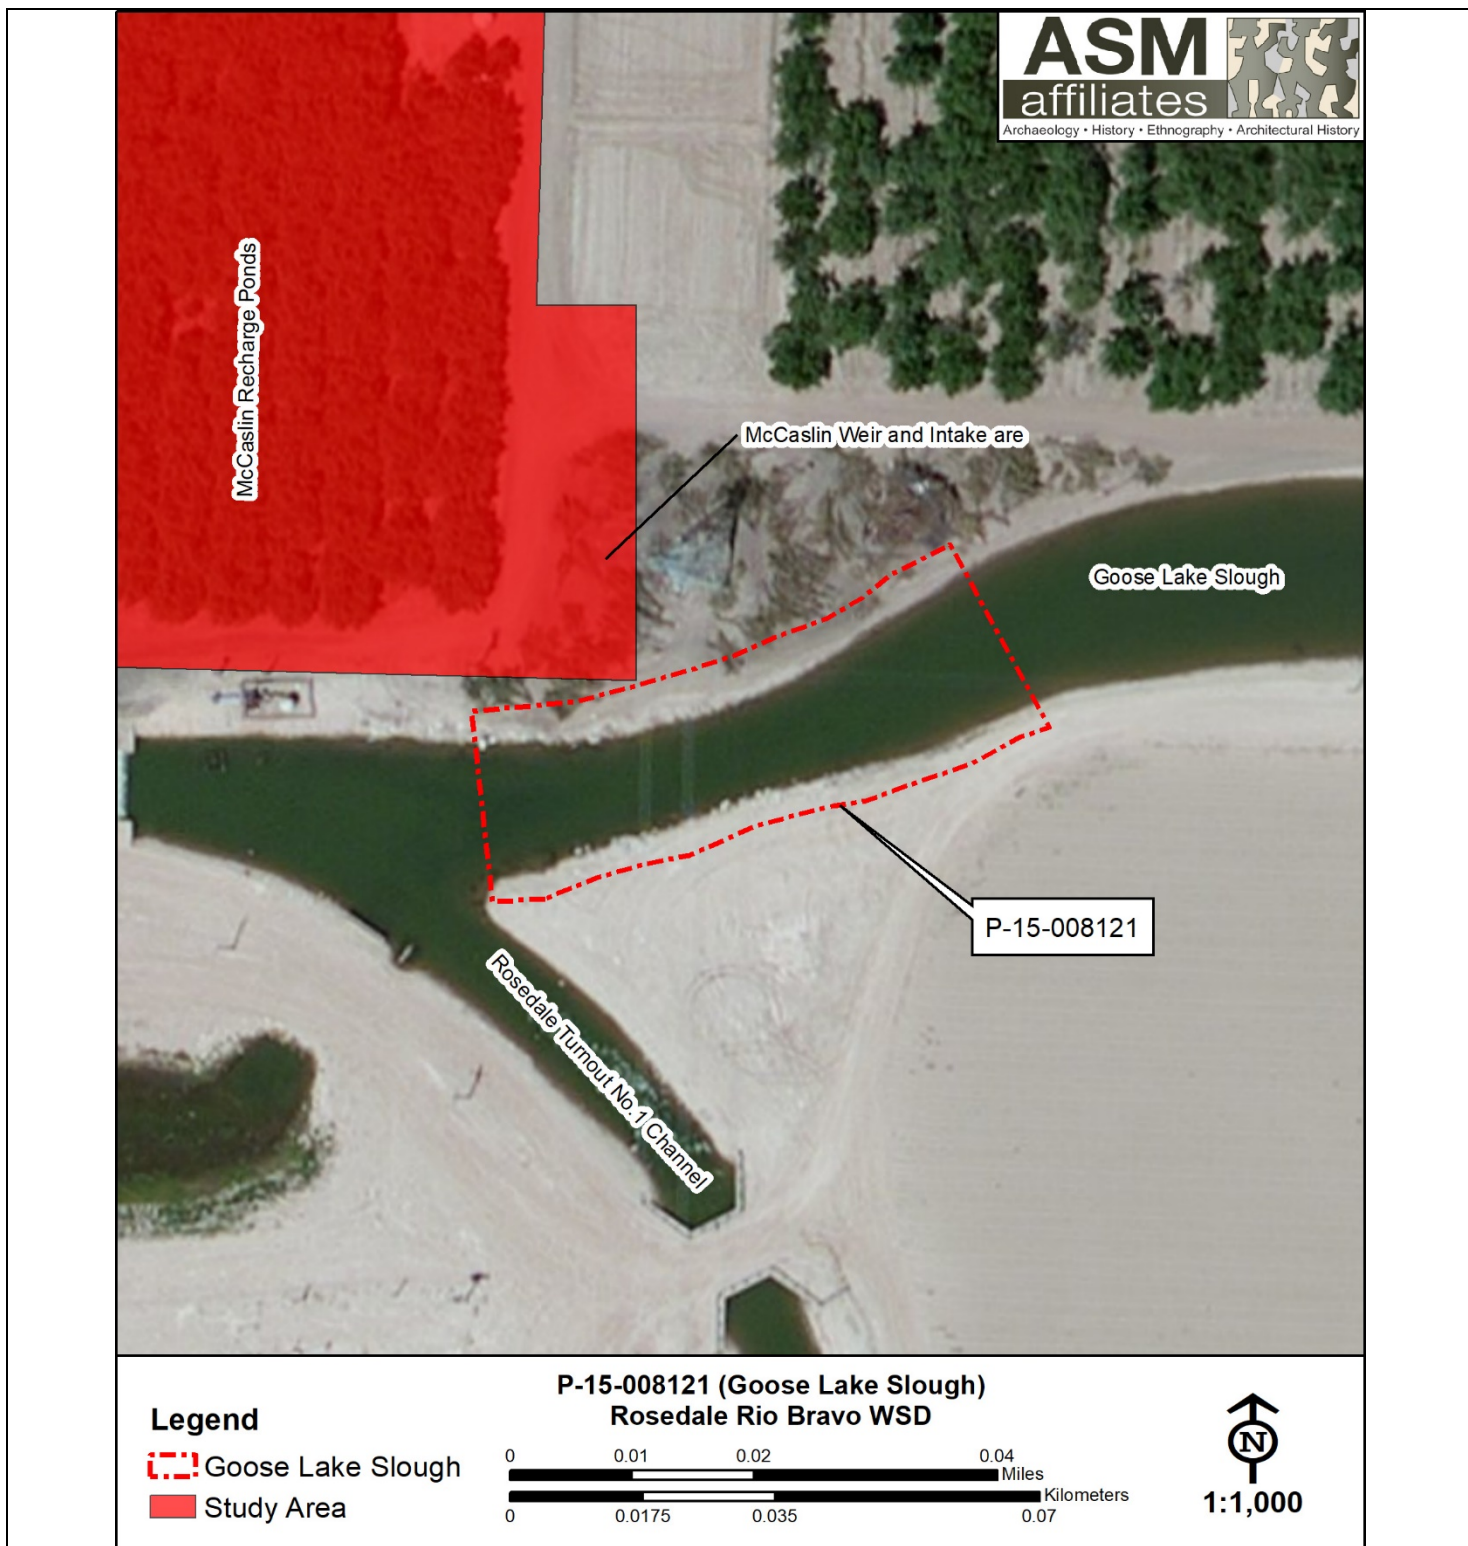 ASM
affiliates
Archaeology • History • Ethnography • Architectural History
McCaslin Recharge Ponds
McCaslin Weir and Intake are
Goose Lake Slough
P-15-008121
Rosedale Turnout No.1 Channel
P-15-008121 (Goose Lake Slough)
Rosedale Rio Bravo WSD
Legend
Goose Lake Slough
Study Area
0 0.01 0.02 0.04
Miles
Kilometers
0 0.0175 0.035 0.07
N
1:1,000